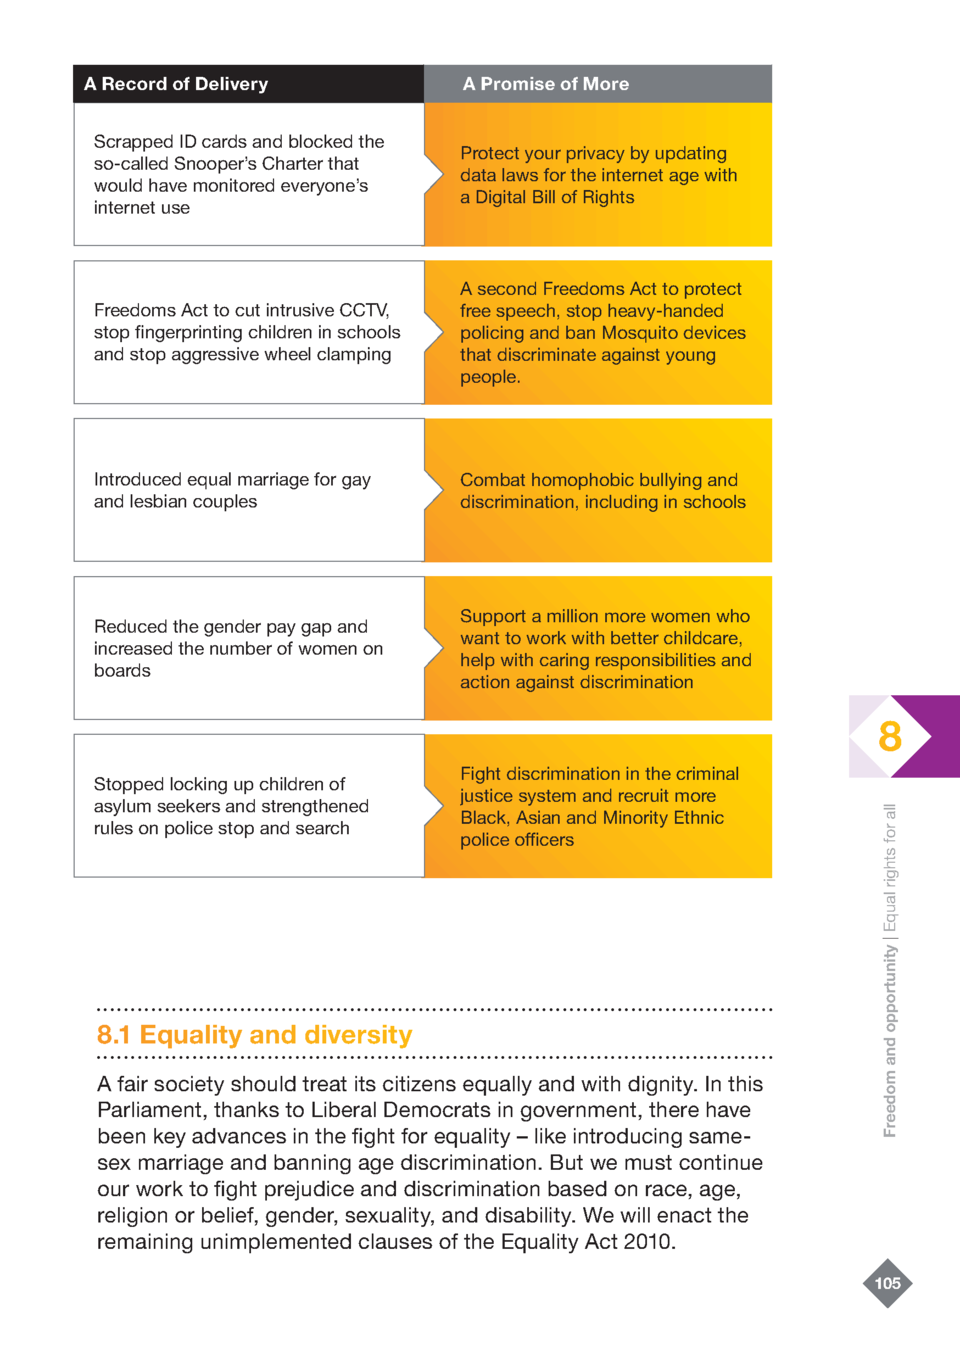 A Record of Delivery
A Promise of More
Scrapped ID cards and blocked the
so-called Snooper’s Charter that
would have monitored everyone’s
internet use
Protect your privacy by updating
data laws for the internet age with
a Digital Bill of Rights
Freedoms Act to cut intrusive CCTV,
stop fingerprinting children in schools
and stop aggressive wheel clamping
A second Freedoms Act to protect
free speech, stop heavy-handed
policing and ban Mosquito devices
that discriminate against young
people.
Introduced equal marriage for gay
and lesbian couples
Combat homophobic bullying and
discrimination, including in schools
Reduced the gender pay gap and
increased the number of women on
boards
Support a million more women who
want to work with better childcare,
help with caring responsibilities and
action against discrimination
Stopped locking up children of
asylum seekers and strengthened
rules on police stop and search
Fight discrimination in the criminal
justice system and recruit more
Black, Asian and Minority Ethnic
police officers
8.1 Equality and diversity
A fair society should treat its citizens equally and with dignity. In this
Parliament, thanks to Liberal Democrats in government, there have
been key advances in the fight for equality – like introducing same-
sex marriage and banning age discrimination. But we must continue
our work to fight prejudice and discrimination based on race, age,
religion or belief, gender, sexuality, and disability. We will enact the
remaining unimplemented clauses of the Equality Act 2010.
8
Freedom and opportunity | Equal rights for all
105